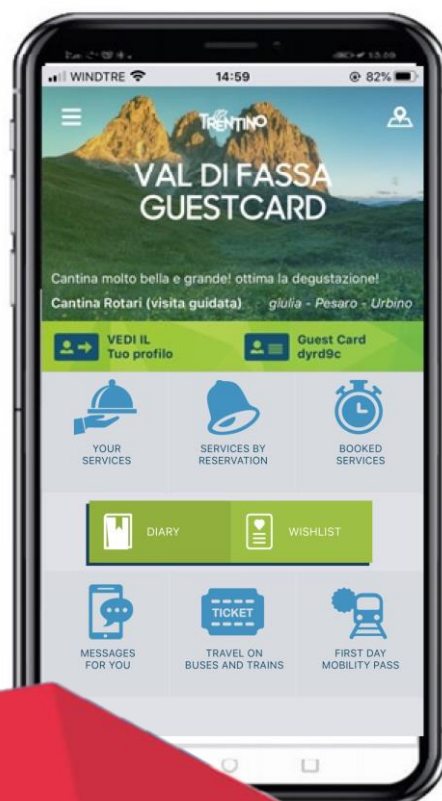 WINDTRE
14:59
82%
TRENTINO
VAL DI FASSA
GUESTCARD
Cantina molto bella e grande! ottima la degustazione!
Cantina Rotari (visita guidata) giulia - Pesaro - Urbino
VEDI IL
Tuo profilo
Guest Card
dyrd9c
YOUR
SERVICES
SERVICES BY
RESERVATION
BOOKED
SERVICES
DIARY
WISHLIST
TICKET
MESSAGES
FOR YOU
TRAVEL ON
BUSES AND TRAINS
FIRST DAY
MOBILITY PASS